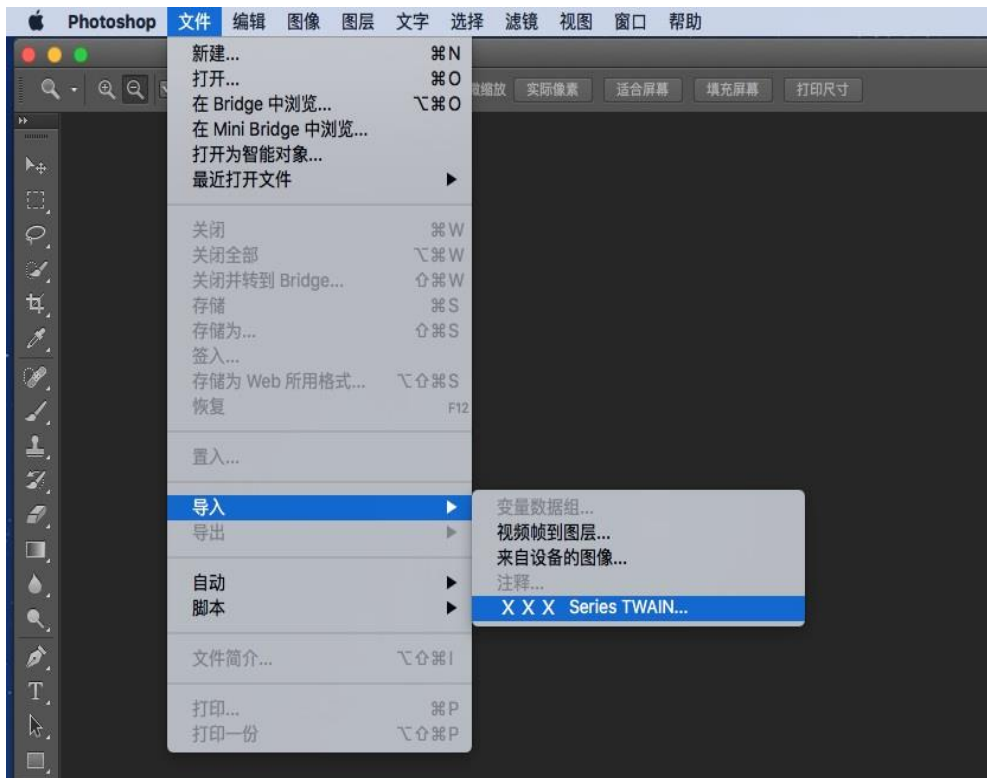 Photoshop 文件 编辑 图像 图层 文字 选择 滤镜 视图 窗口 帮助
实际像素 适合屏幕 填充屏幕 打印尺寸
新建... ⌘N
打开... ⌘O
在 Bridge 中浏览... ⌥⌘O
在 Mini Bridge 中浏览...
打开为智能对象...
最近打开文件
关闭 ⌘W
关闭全部 ⌥⌘W
关闭并转到 Bridge... ⇧⌘W
存储 ⌘S
存储为... ⇧⌘S
签入...
存储为 Web 所用格式... ⌥⇧⌘S
恢复 F12
置入...
导入
导出
自动
脚本
文件简介... ⌥⇧⌘I
打印... ⌘P
打印一份 ⌥⇧⌘P
变量数据组...
视频帧到图层...
来自设备的图像...
注释...
X X X Series TWAIN...